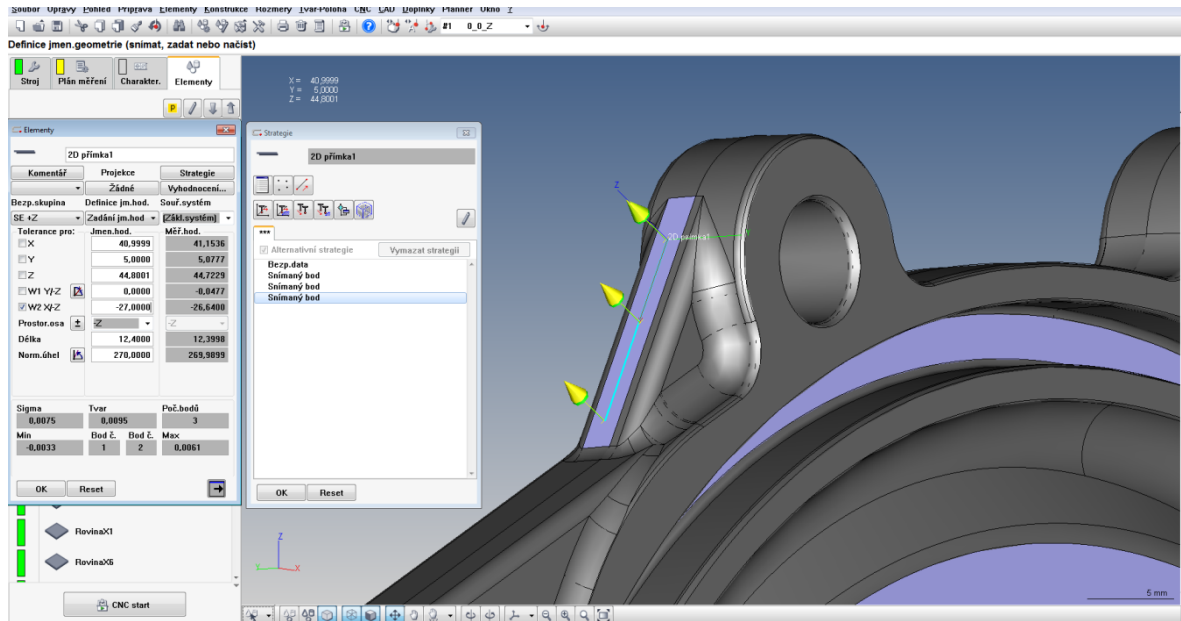 Soubor Úpravy Pohled Příprava Elementy Konstrukce Rozměry Tvar-Poloha CNC CAD Doplňky Planner Okno ?
#1 0_0_Z
Definice jmen.geometrie (snímat, zadat nebo načíst)
Stroj Plán měření Charakter. Elementy
P
X = 40,9999
Y = 5,0000
Z = 44,8001
Elementy
2D přímka1
Komentář Projekce Strategie
Žádné Vyhodnocení...
Bezp.skupina Definice jm.hod. Souř.systém
SE +Z Zadání jm.hod [Zákl.systém]
Tolerance pro: Jmen.hod. Měř.hod.
X 40,9999 41,1536
Y 5,0000 5,0777
Z 44,8001 44,7229
W1 Y/-Z 0,0000 -0,0477
W2 X/-Z -27,0000 -26,6400
Prostor.osa ± -Z -Z
Délka 12,4000 12,3998
Norm.úhel 270,0000 269,9899
Sigma Tvar Poč.bodů
0,0075 0,0095 3
Min Bod č. Bod č. Max
-0,0033 1 2 0,0061
OK Reset
RovinaX1
RovinaX6
CNC start
Strategie
2D přímka1
***
Alternativní strategie Vymazat strategii
Bezp.data
Snímaný bod
Snímaný bod
Snímaný bod
OK Reset
Z
2D přímka1 Y
Z
Y X
5 mm